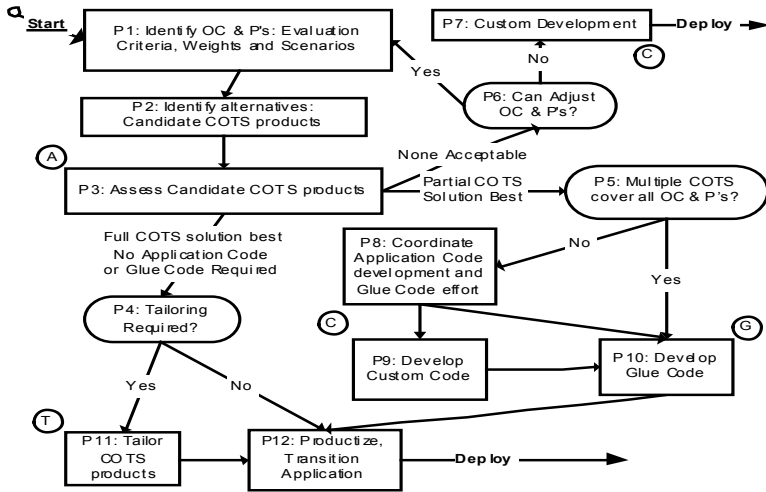 a
Start
P1: Identify OC & P's: Evaluation
Criteria, Weights and Scenarios
P7: Custom Development
Deploy
C
No
Yes
P6: Can Adjust
OC & P's?
P2: Identify alternatives:
Candidate COTS products
A
None Acceptable
P3: Assess Candidate COTS products
Partial COTS
Solution Best
P5: Multiple COTS
cover all OC & P's?
Full COTS solution best
No Application Code
or Glue Code Required
P8: Coordinate
Application Code
development and
Glue Code effort
No
Yes
P4: Tailoring
Required?
C
G
P9: Develop
Custom Code
P10: Develop
Glue Code
Yes
No
T
P11: Tailor
COTS
products
P12: Productize,
Transition
Application
Deploy